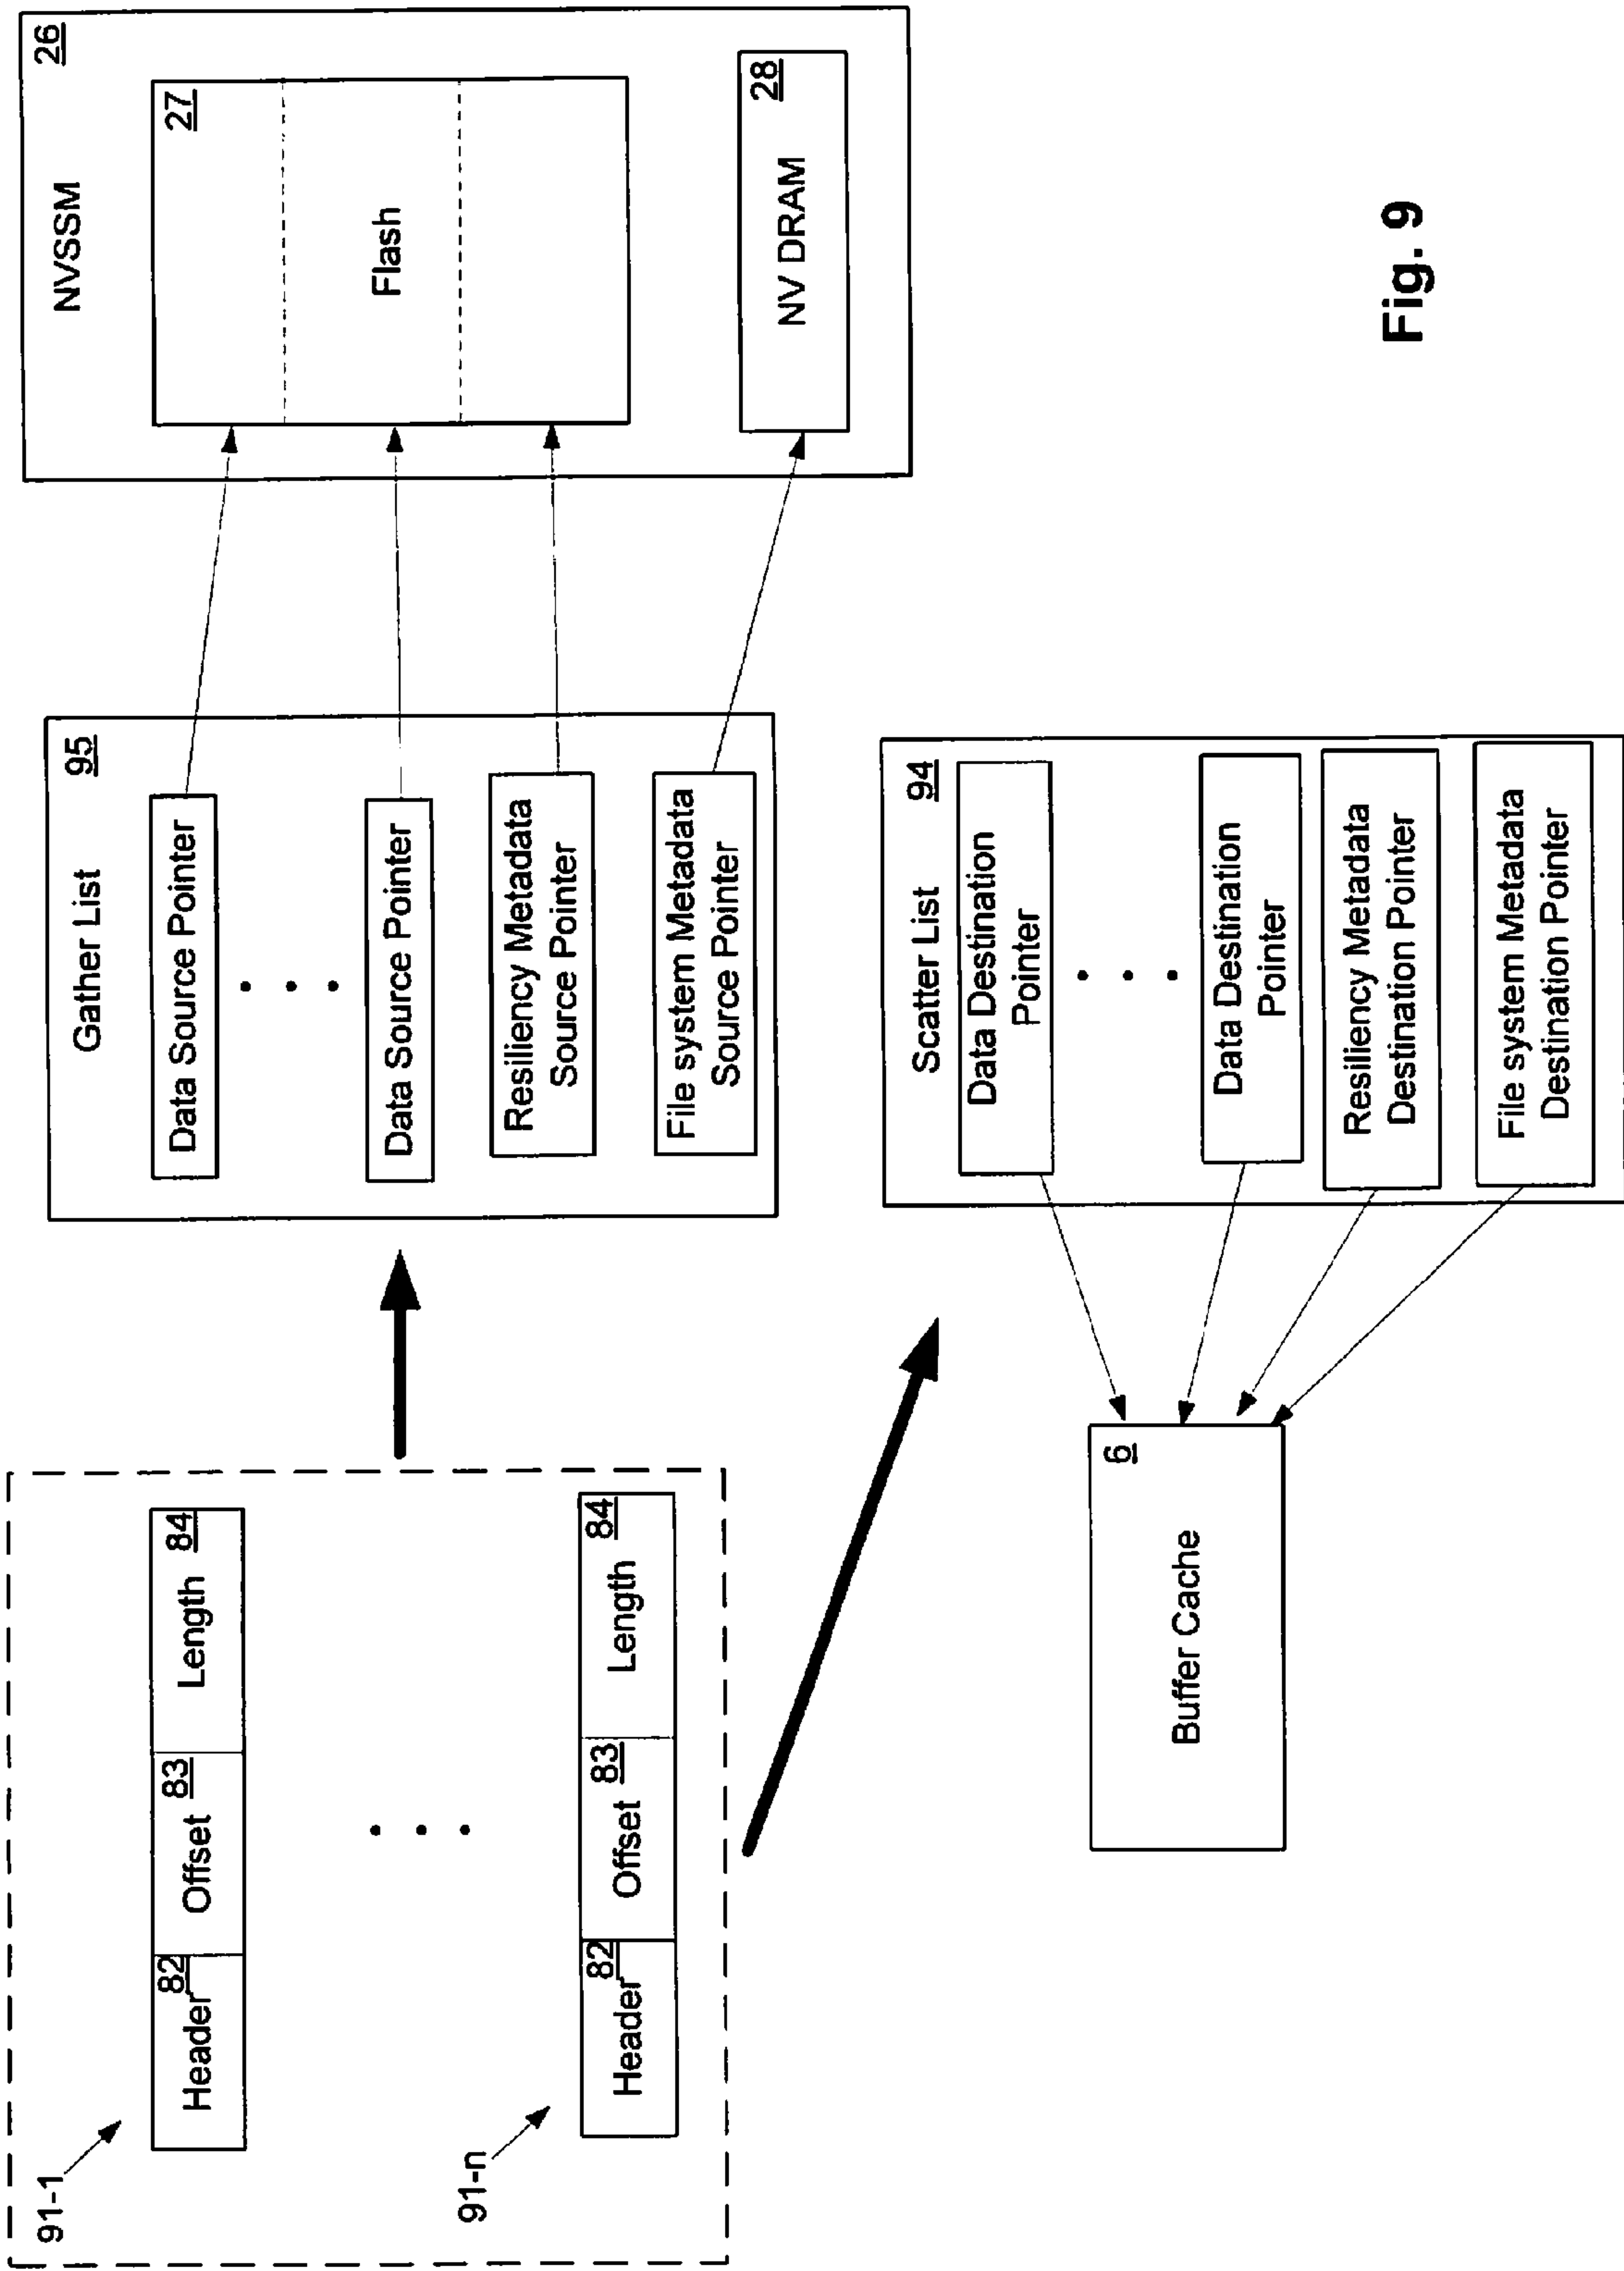 91-1
Header 82
Offset 83
Length 84
. . .
91-n
Header 82
Offset 83
Length 84
Gather List 95
Data Source Pointer
. . .
Data Source Pointer
Resiliency Metadata
Source Pointer
File system Metadata
Source Pointer
NVSSM 26
27
Flash
NV DRAM 28
Buffer Cache 6
Scatter List 94
Data Destination
Pointer
. . .
Data Destination
Pointer
Resiliency Metadata
Destination Pointer
File system Metadata
Destination Pointer
Fig. 9